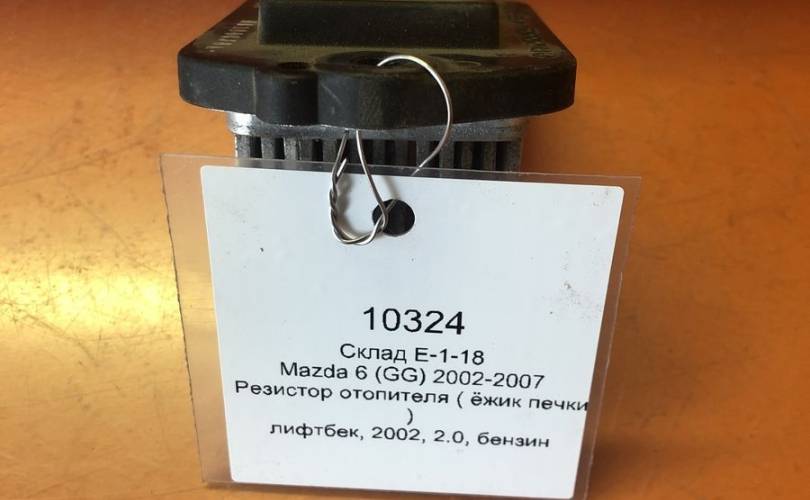 10324
Склад E-1-18
Mazda 6 (GG) 2002-2007
Резистор отопителя ( ёжик печки
)
лифтбек, 2002, 2.0, бензин